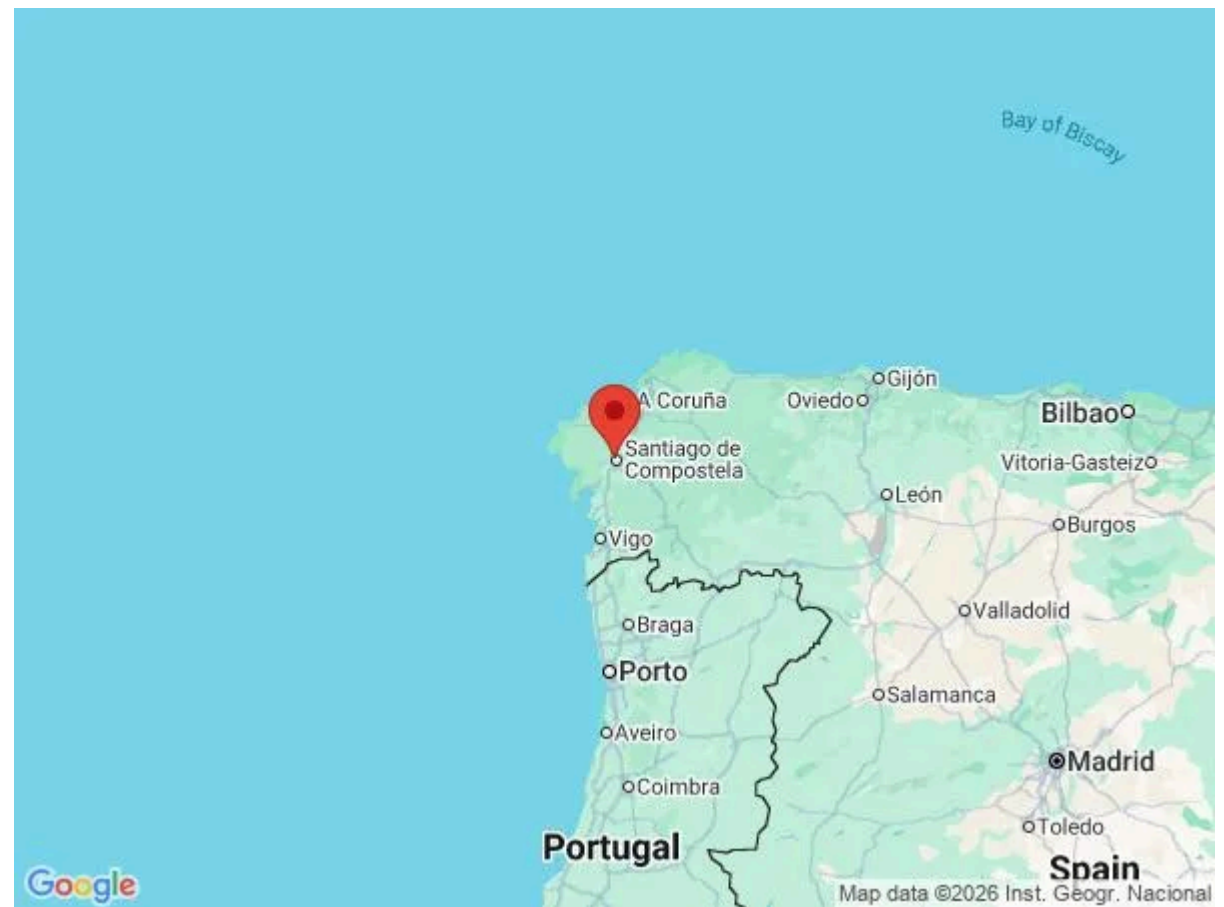 Bay of Biscay
Gijón
A Coruña
Oviedo
Bilbao
Santiago de
Compostela
Vitoria-Gasteiz
León
Burgos
Vigo
Valladolid
Braga
Porto
Salamanca
Aveiro
Madrid
Coimbra
Toledo
Portugal
Spain
Google
Map data ©2026 Inst. Geogr. Nacional